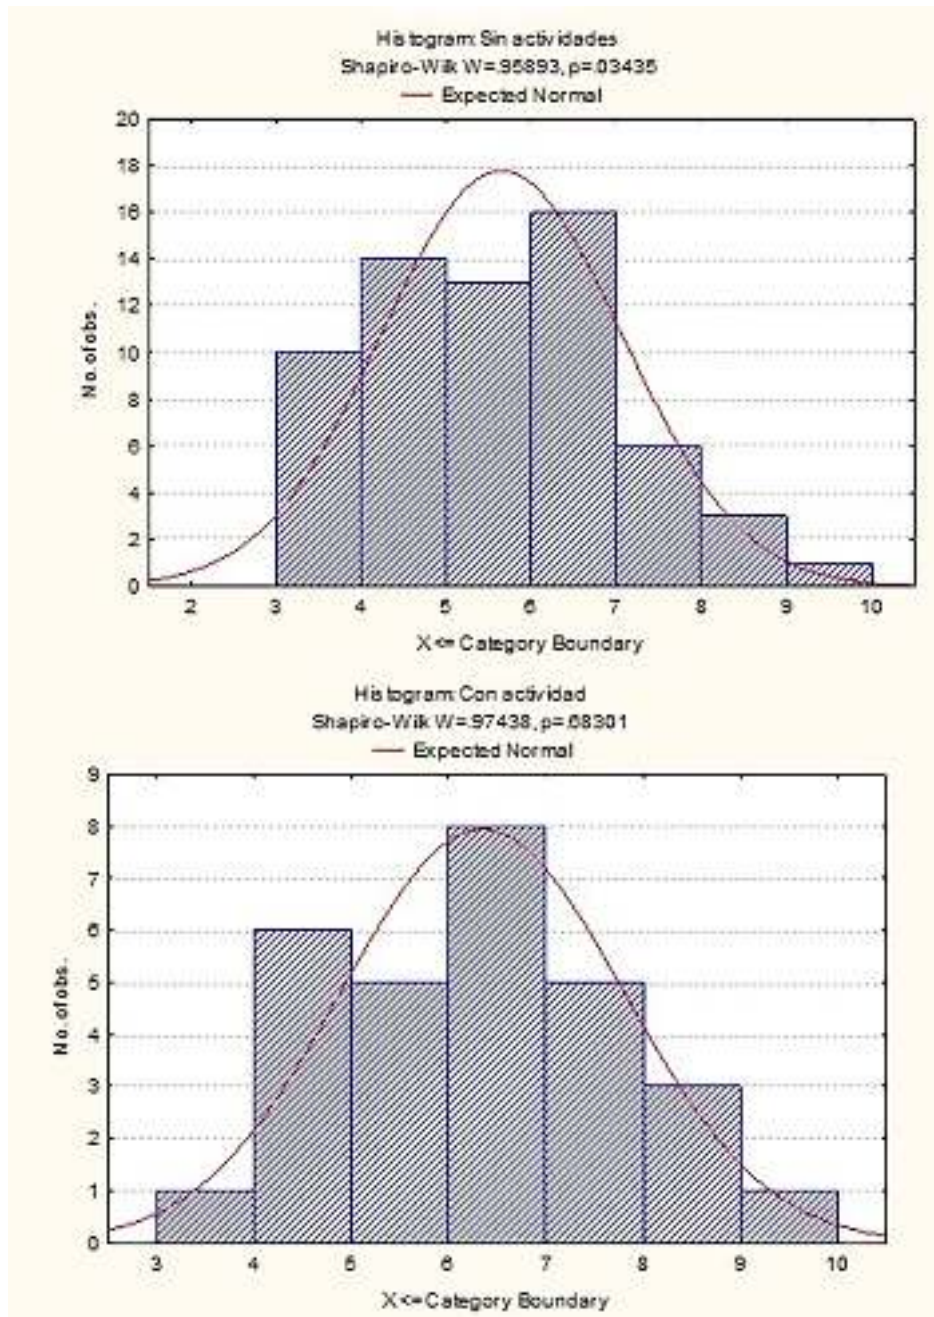 Histogram: Sin actividades
Shapiro-Wilk W=.95893, p=.03435
Expected Normal
20
18
16
14
12
10
8
6
4
2
0
No. of obs.
2 3 4 5 6 7 8 9 10
X <= Category Boundary
Histogram: Con actividad
Shapiro-Wilk W=.97438, p=.68301
Expected Normal
9
8
7
6
5
4
3
2
1
0
No. of obs.
3 4 5 6 7 8 9 10
X <= Category Boundary